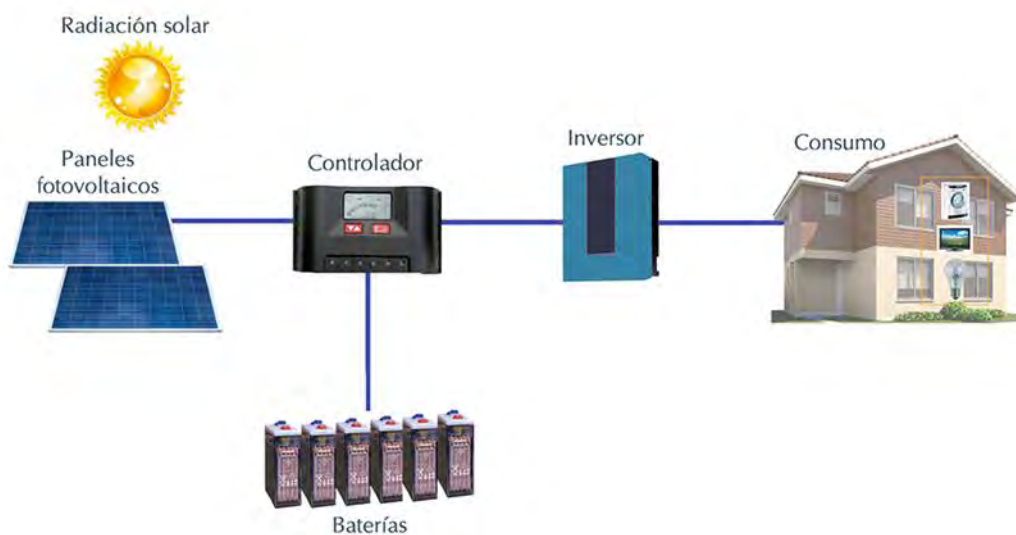 Radiación solar
Paneles
fotovoltaicos
Controlador
Inversor
Consumo
Baterías